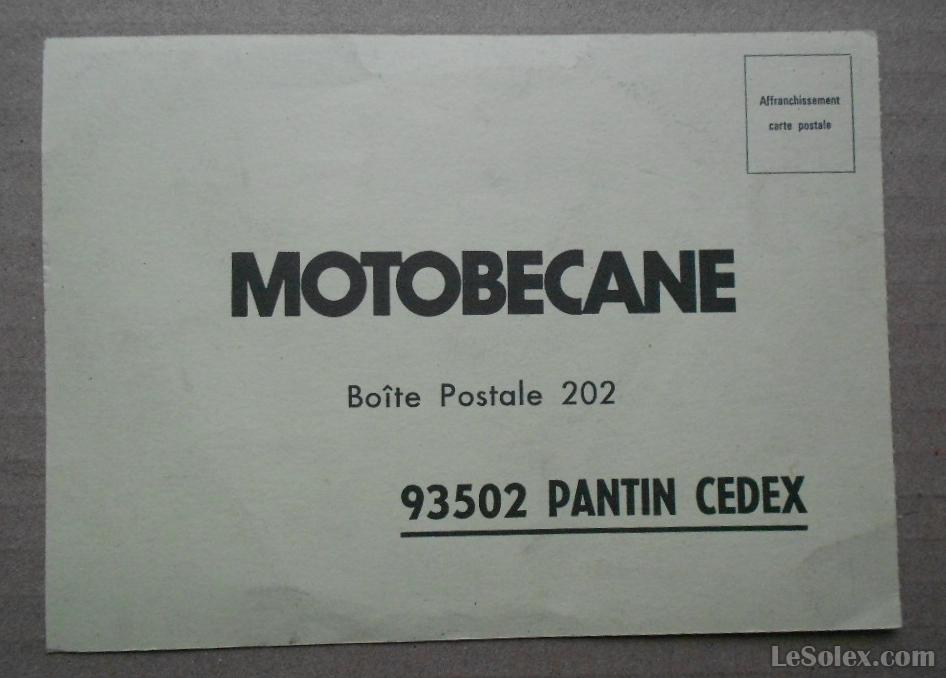 Affranchissement
carte postale
MOTOBECANE
Boîte Postale 202
93502 PANTIN CEDEX
LeSolex.com